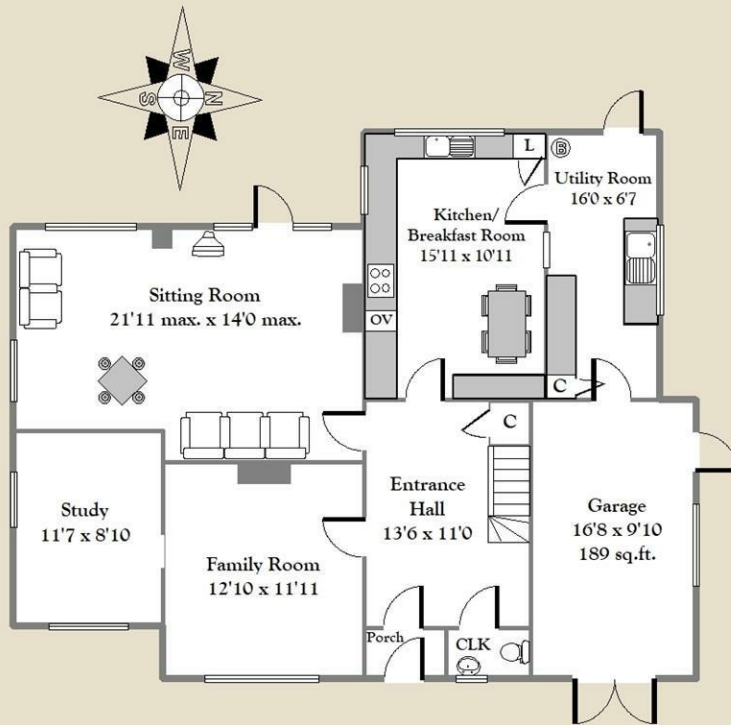 W
S
N
E
L
B
Utility Room
16'0 x 6'7
Kitchen/
Breakfast Room
15'11 x 10'11
Sitting Room
21'11 max. x 14'0 max.
OV
C
C
Study
11'7 x 8'10
Entrance
Hall
13'6 x 11'0
Garage
16'8 x 9'10
189 sq.ft.
Family Room
12'10 x 11'11
Porch
CLK